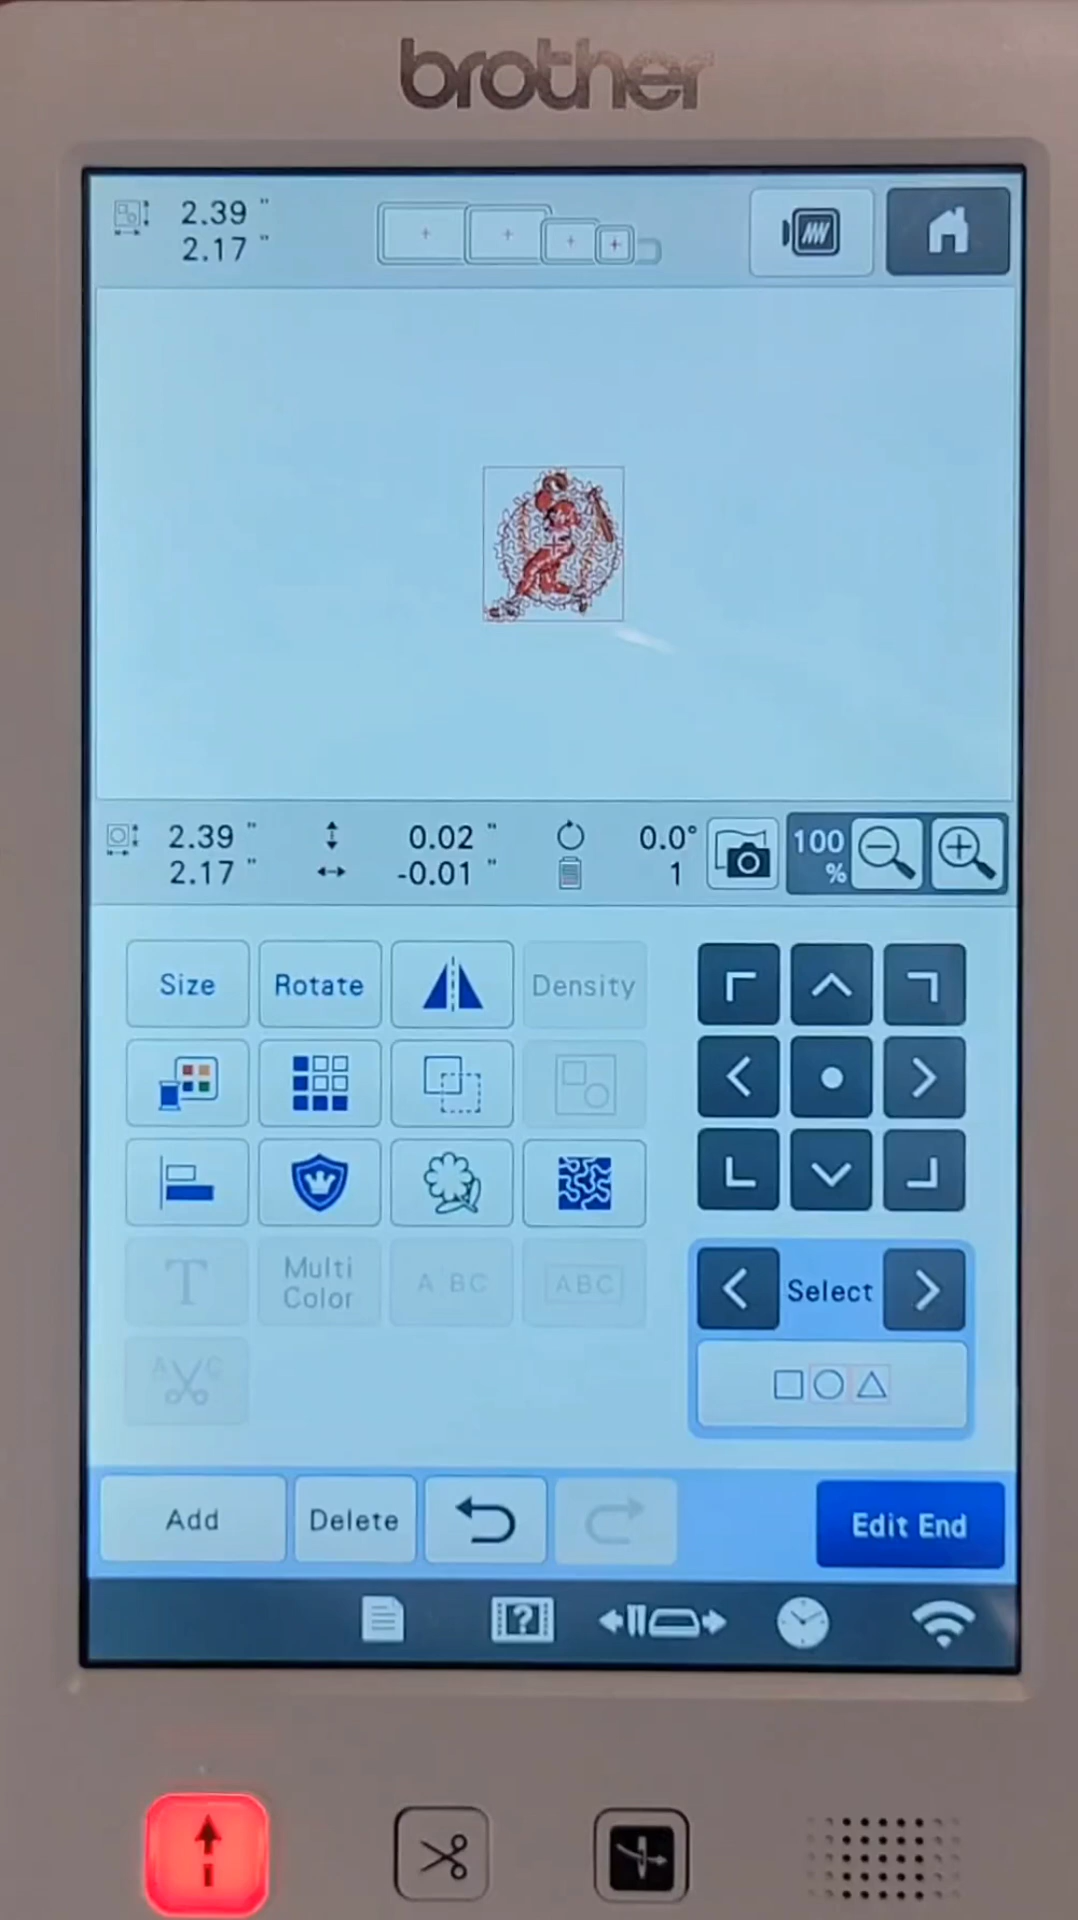 brother
2.39 "
2.17 "
2.39 " 0.02 " 0.0°
2.17 " -0.01 " 1
100
%
Size Rotate Density
T Multi
Color A BC ABC
A C
Select
Add Delete Edit End